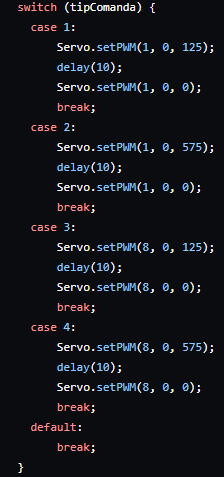 switch (tipComanda) {
  case 1:
      Servo.setPWM(1, 0, 125);
      delay(10);
      Servo.setPWM(1, 0, 0);
      break;
  case 2:
      Servo.setPWM(1, 0, 575);
      delay(10);
      Servo.setPWM(1, 0, 0);
      break;
  case 3:
      Servo.setPWM(8, 0, 125);
      delay(10);
      Servo.setPWM(8, 0, 0);
      break;
  case 4:
      Servo.setPWM(8, 0, 575);
      delay(10);
      Servo.setPWM(8, 0, 0);
      break;
  default:
      break;
}